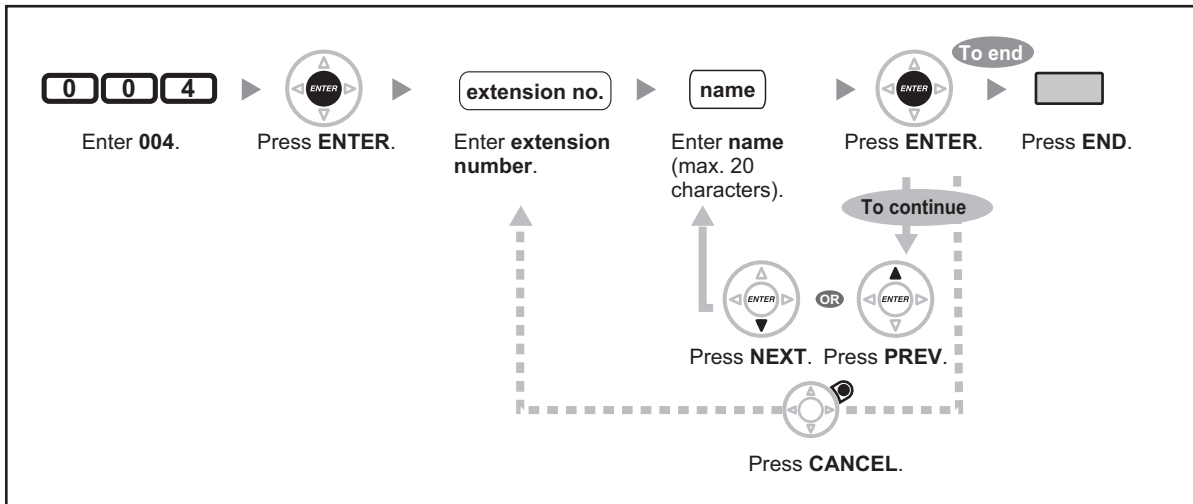 To end
0 0 4 ENTER extension no. name ENTER
Enter 004. Press ENTER. Enter extension number. Enter name (max. 20 characters). Press ENTER. Press END.
To continue
ENTER OR ENTER
Press NEXT. Press PREV.
Press CANCEL.